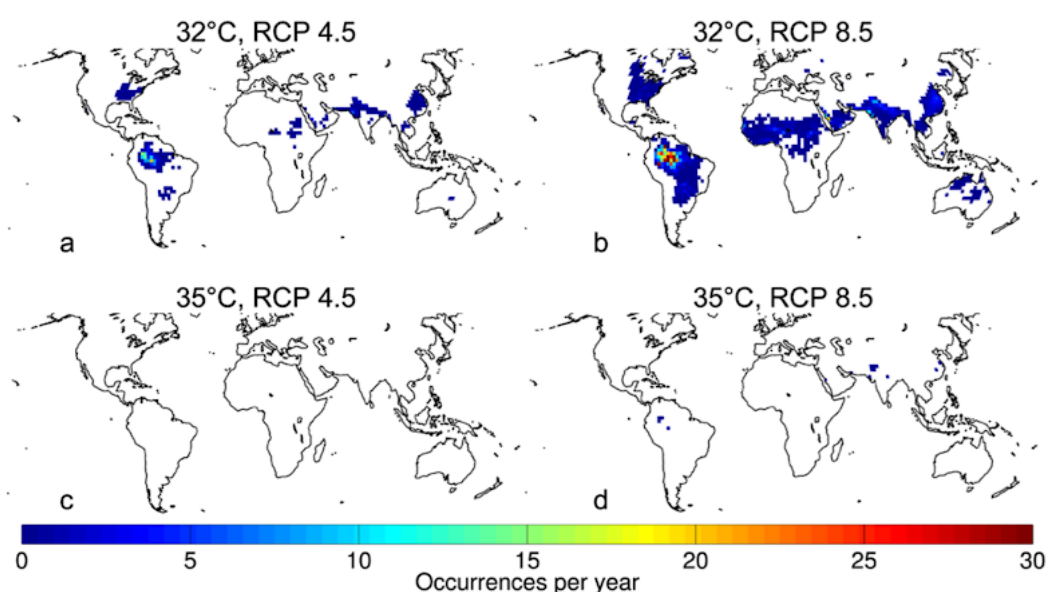 32°C, RCP 4.5
32°C, RCP 8.5
a
b
35°C, RCP 4.5
35°C, RCP 8.5
c
d
0 5 10 15 20 25 30
Occurrences per year